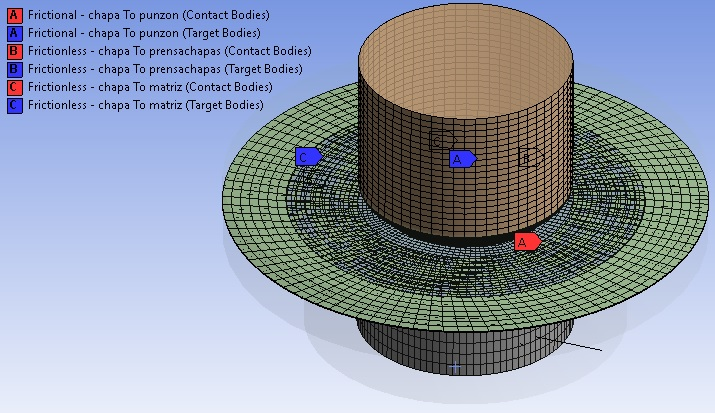 A Frictional - chapa To punzon (Contact Bodies)
A Frictional - chapa To punzon (Target Bodies)
B Frictionless - chapa To prensachapas (Contact Bodies)
B Frictionless - chapa To prensachapas (Target Bodies)
C Frictionless - chapa To matriz (Contact Bodies)
C Frictionless - chapa To matriz (Target Bodies)
C
C
A
B
A